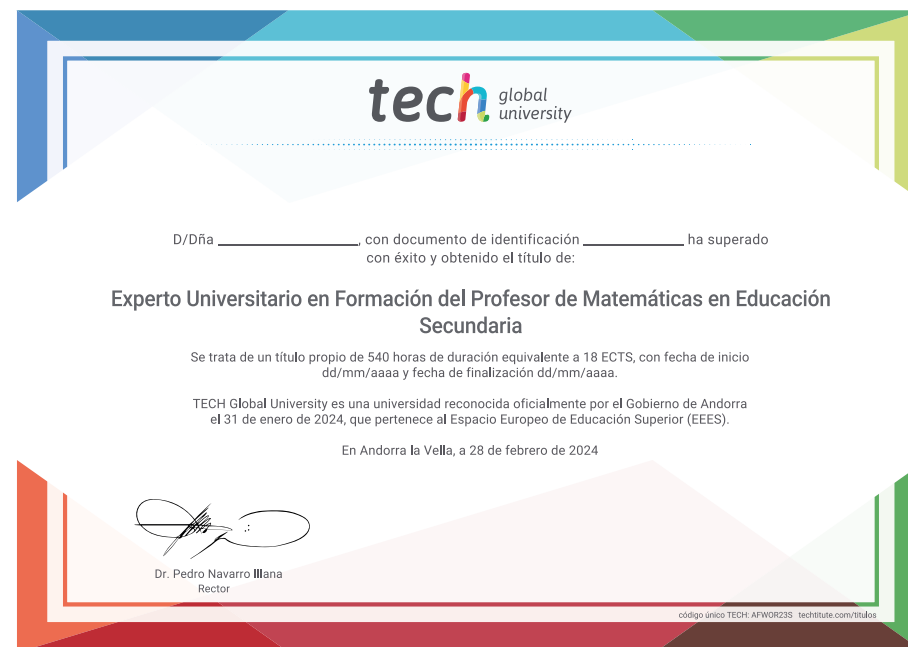 tech global university
D/Dña ______________, con documento de identificación ______________ ha superado
con éxito y obtenido el título de:
Experto Universitario en Formación del Profesor de Matemáticas en Educación
Secundaria
Se trata de un título propio de 540 horas de duración equivalente a 18 ECTS, con fecha de inicio
dd/mm/aaaa y fecha de finalización dd/mm/aaaa.
TECH Global University es una universidad reconocida oficialmente por el Gobierno de Andorra
el 31 de enero de 2024, que pertenece al Espacio Europeo de Educación Superior (EEES).
En Andorra la Vella, a 28 de febrero de 2024
Dr. Pedro Navarro Illana
Rector
código único TECH: AFWOR23S techtitute.com/titulos